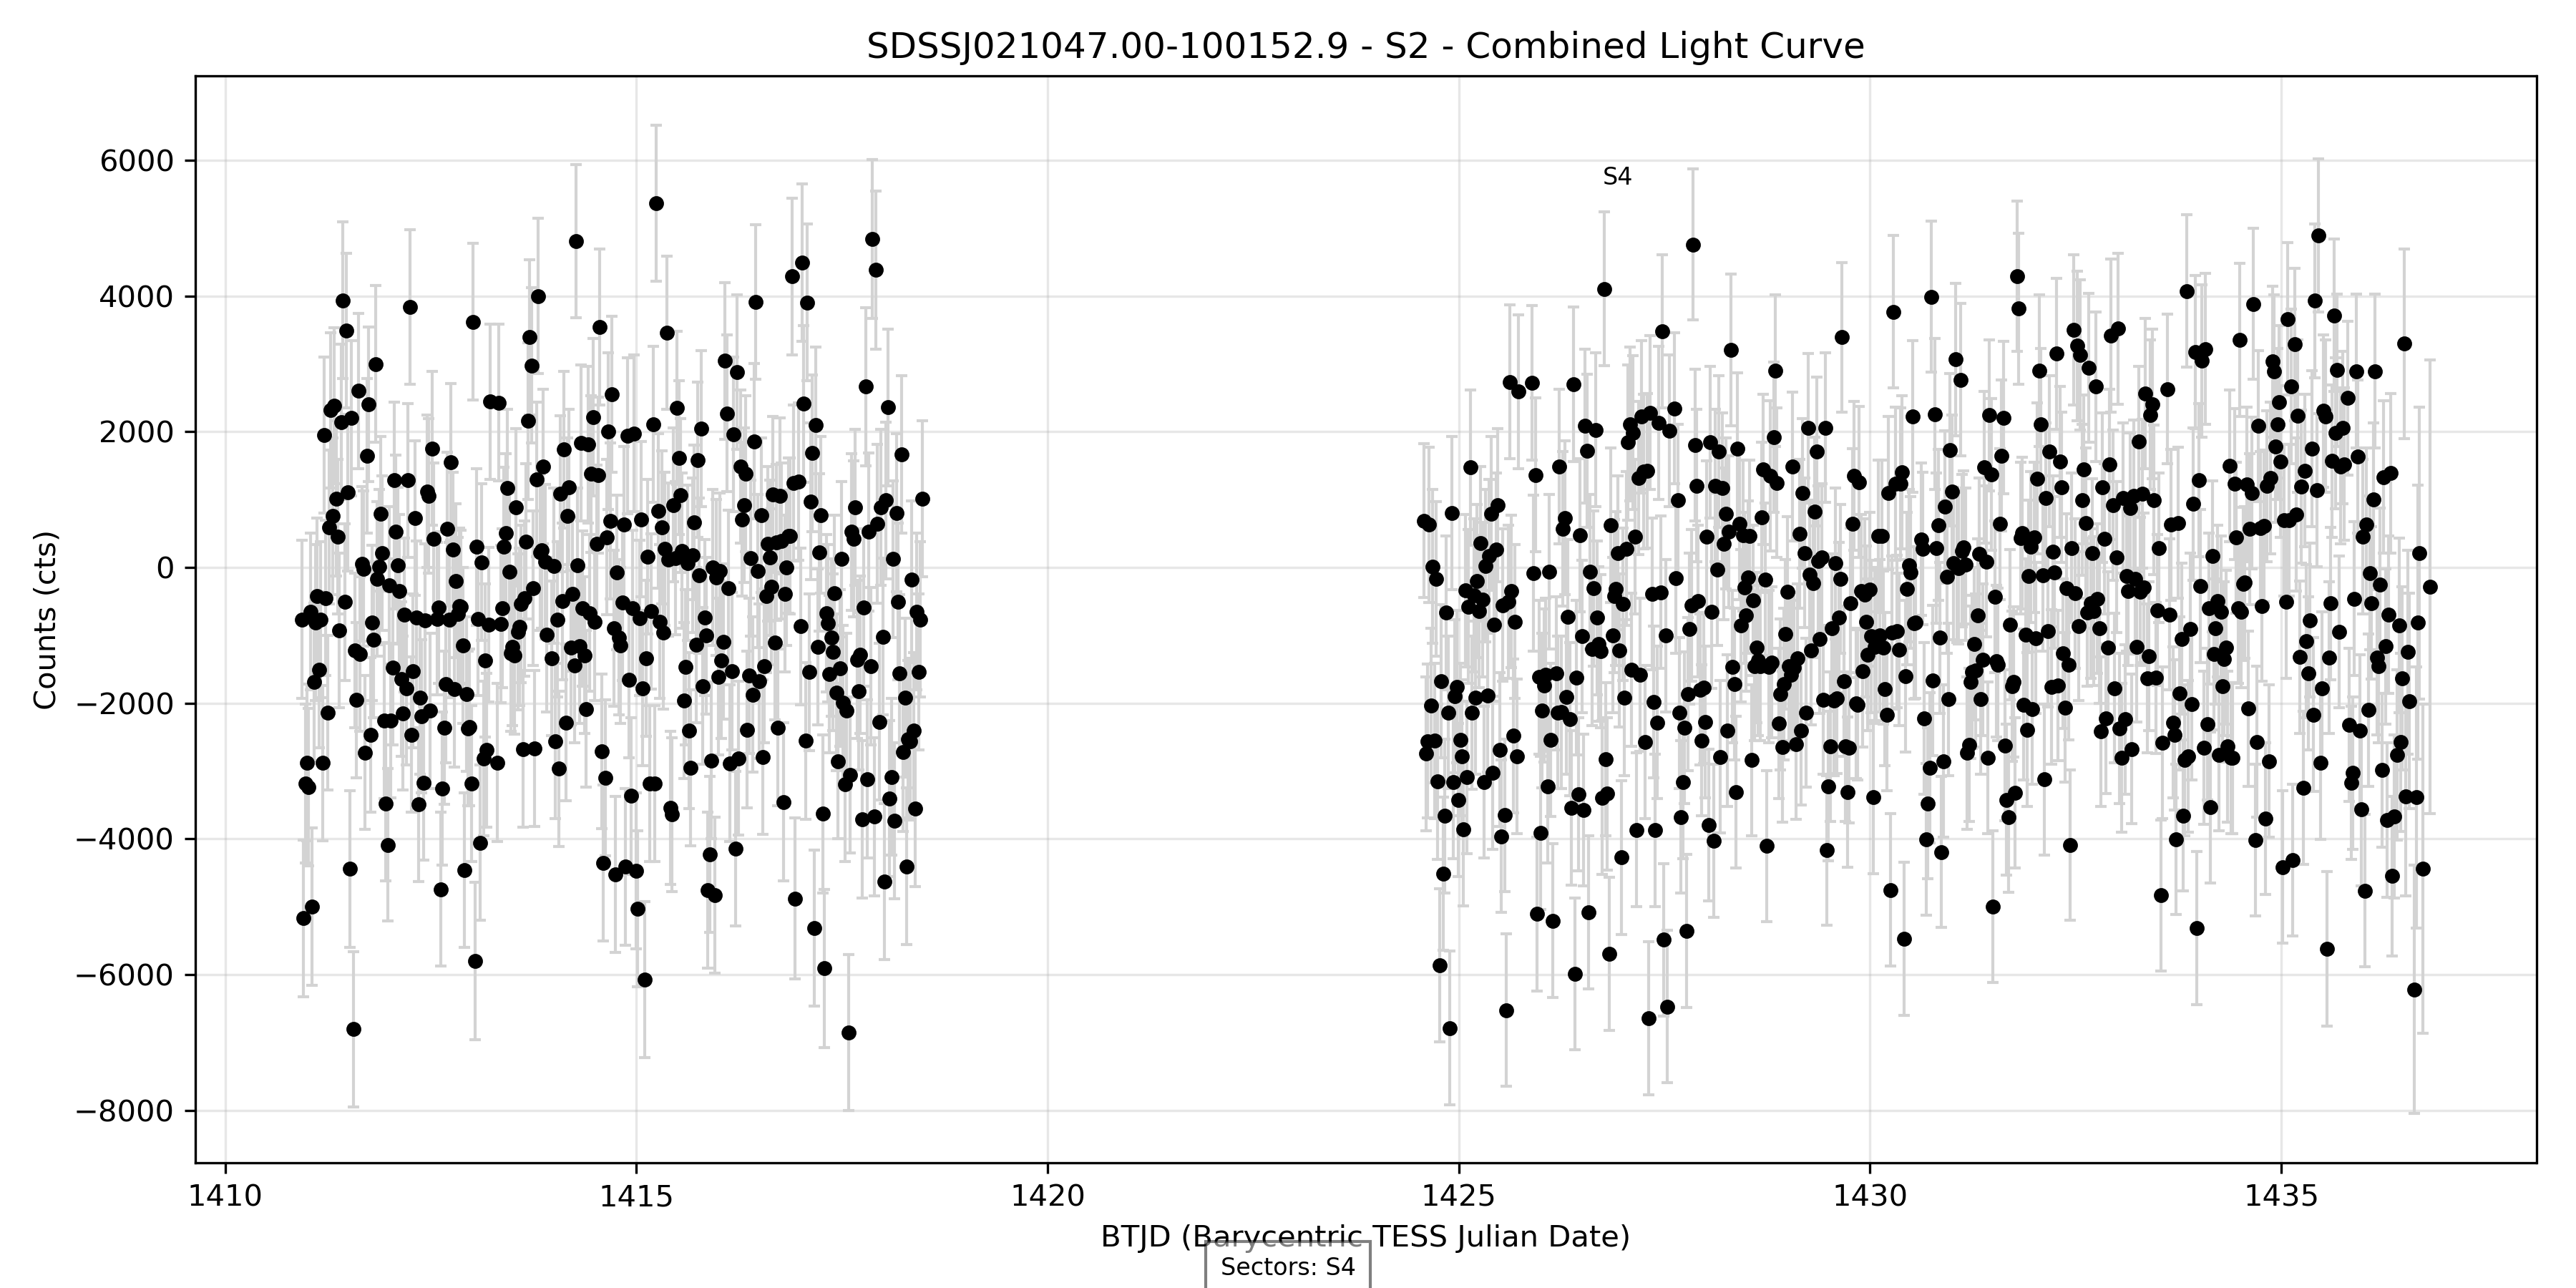 SDSSJ021047.00-100152.9 - S2 - Combined Light Curve
6000
4000
2000
0
−2000
−4000
−6000
−8000
Counts (cts)
S4
1410
1415
1420
1425
1430
1435
BTJD (Barycentric TESS Julian Date)
Sectors: S4